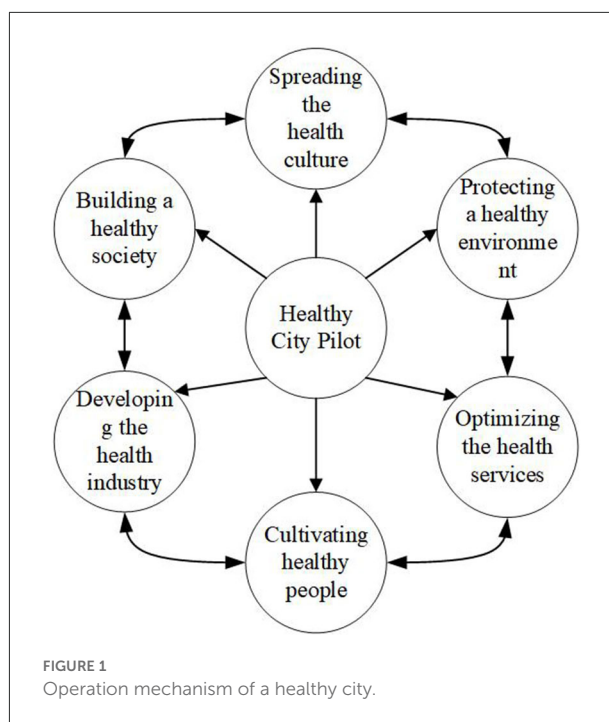 Spreading
the
health
culture
Building a
healthy
society
Protecting
a healthy
environme
nt
Healthy
City Pilot
Developin
g the
health
industry
Optimizing
the health
services
Cultivating
healthy
people
FIGURE 1
Operation mechanism of a healthy city.